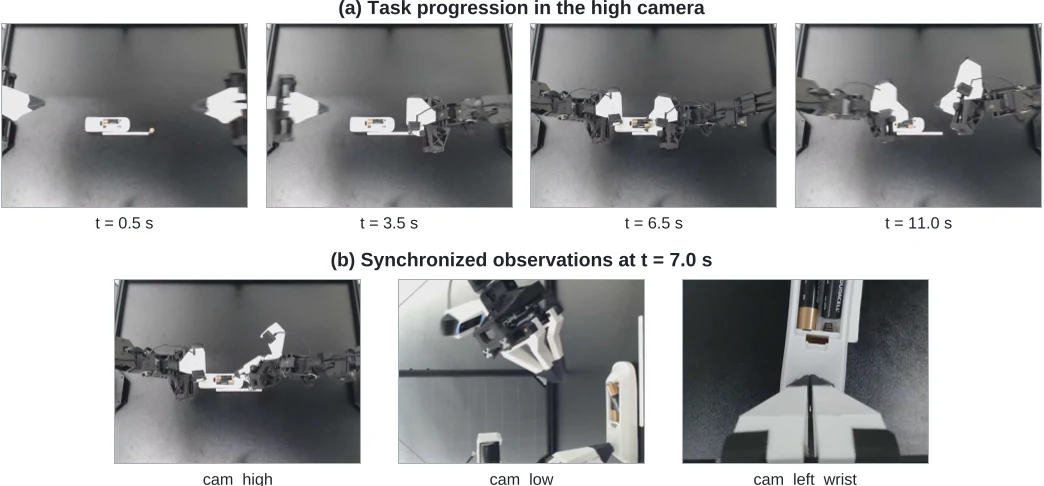 (a) Task progression in the high camera
t = 0.5 s
t = 3.5 s
t = 6.5 s
t = 11.0 s
(b) Synchronized observations at t = 7.0 s
DURACELL
cam_high
cam_low
cam_left_wrist